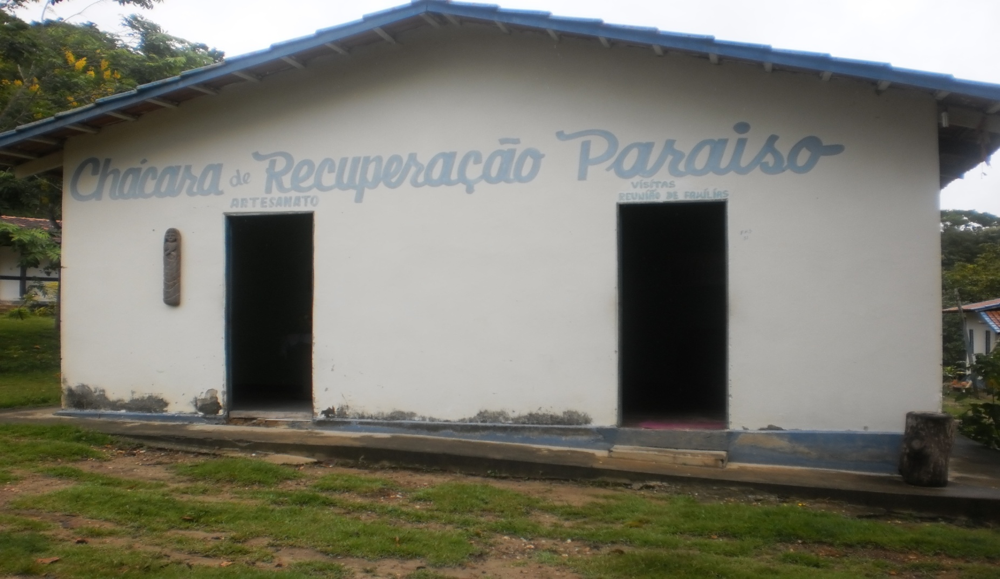 Chácara de Recuperação Paraiso
ARTESANATO
VISITAS
REUNIÃO DE FAMÍLIAS